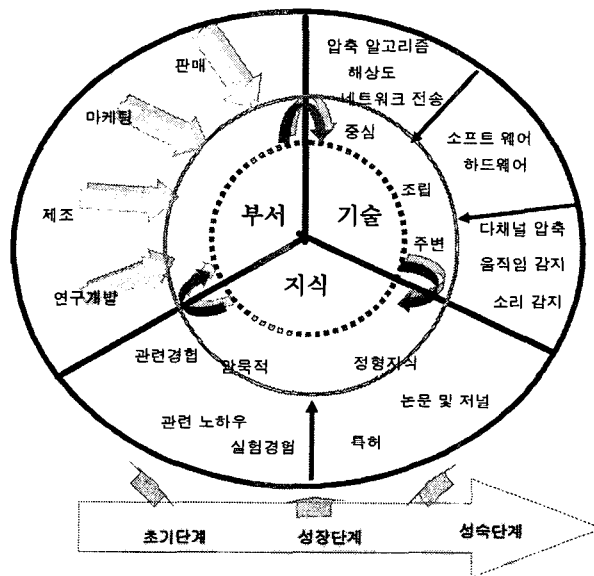 판매
마케팅
제조
연구개발
압축 알고리즘
해상도
네트워크 전송
중심
소프트 웨어
하드웨어
조립
주변
다채널 압축
움직임 감지
소리 감지
부서
기술
지식
관련경험
암묵적
정형지식
관련 노하우
실험경험
특허
논문 및 저널
초기단계
성장단계
성숙단계